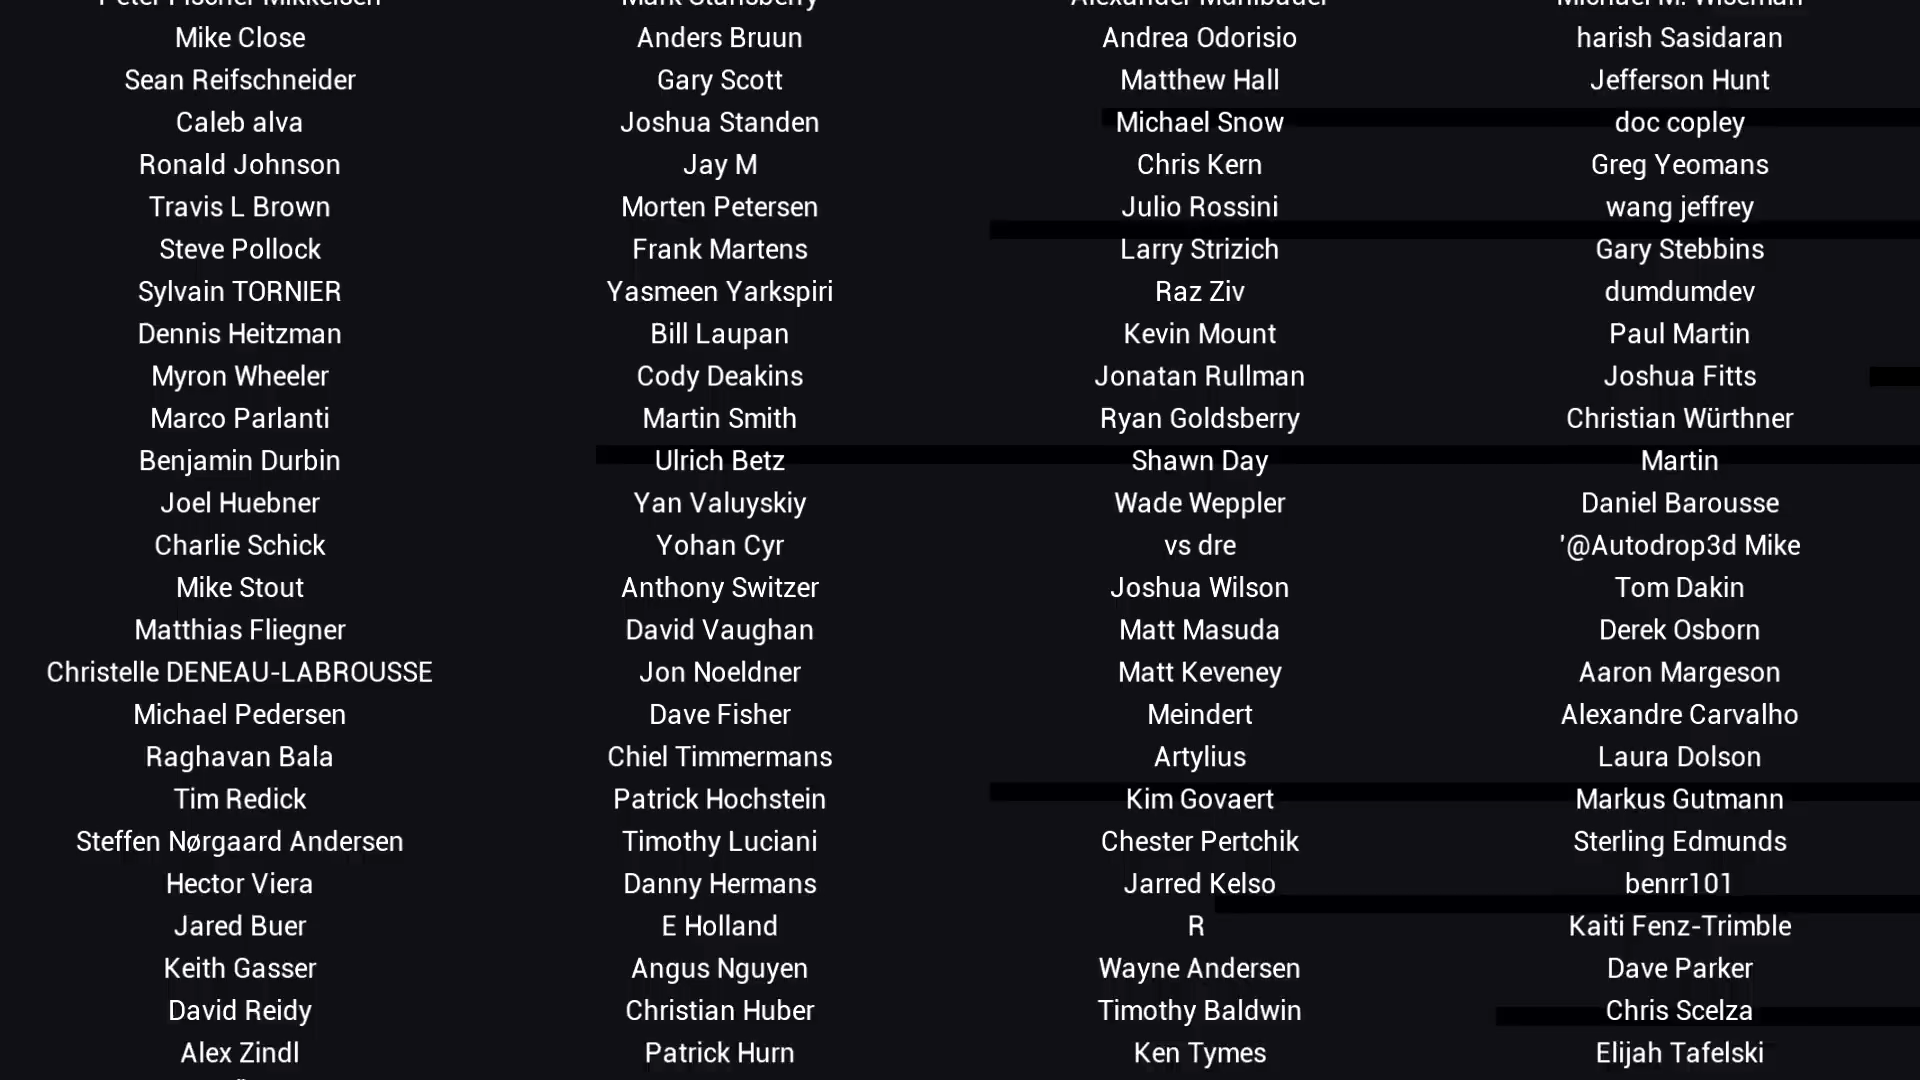 Mike Close Anders Bruun Andrea Odorisio harish Sasidaran
Sean Reifschneider Gary Scott Matthew Hall Jefferson Hunt
Caleb alva Joshua Standen Michael Snow doc copley
Ronald Johnson Jay M Chris Kern Greg Yeomans
Travis L Brown Morten Petersen Julio Rossini wang jeffrey
Steve Pollock Frank Martens Larry Strizich Gary Stebbins
Sylvain TORNIER Yasmeen Yarkspiri Raz Ziv dumdumdev
Dennis Heitzman Bill Laupan Kevin Mount Paul Martin
Myron Wheeler Cody Deakins Jonatan Rullman Joshua Fitts
Marco Parlanti Martin Smith Ryan Goldsberry Christian Würthner
Benjamin Durbin Ulrich Betz Shawn Day Martin
Joel Huebner Yan Valuyskiy Wade Weppler Daniel Barousse
Charlie Schick Yohan Cyr vs dre '@Autodrop3d Mike
Mike Stout Anthony Switzer Joshua Wilson Tom Dakin
Matthias Fliegner David Vaughan Matt Masuda Derek Osborn
Christelle DENEAU-LABROUSSE Jon Noeldner Matt Keveney Aaron Margeson
Michael Pedersen Dave Fisher Meindert Alexandre Carvalho
Raghavan Bala Chiel Timmermans Artylius Laura Dolson
Tim Redick Patrick Hochstein Kim Govaert Markus Gutmann
Steffen Nørgaard Andersen Timothy Luciani Chester Pertchik Sterling Edmunds
Hector Viera Danny Hermans Jarred Kelso benrr101
Jared Buer E Holland R Kaiti Fenz-Trimble
Keith Gasser Angus Nguyen Wayne Andersen Dave Parker
David Reidy Christian Huber Timothy Baldwin Chris Scelza
Alex Zindl Patrick Hurn Ken Tymes Elijah Tafelski